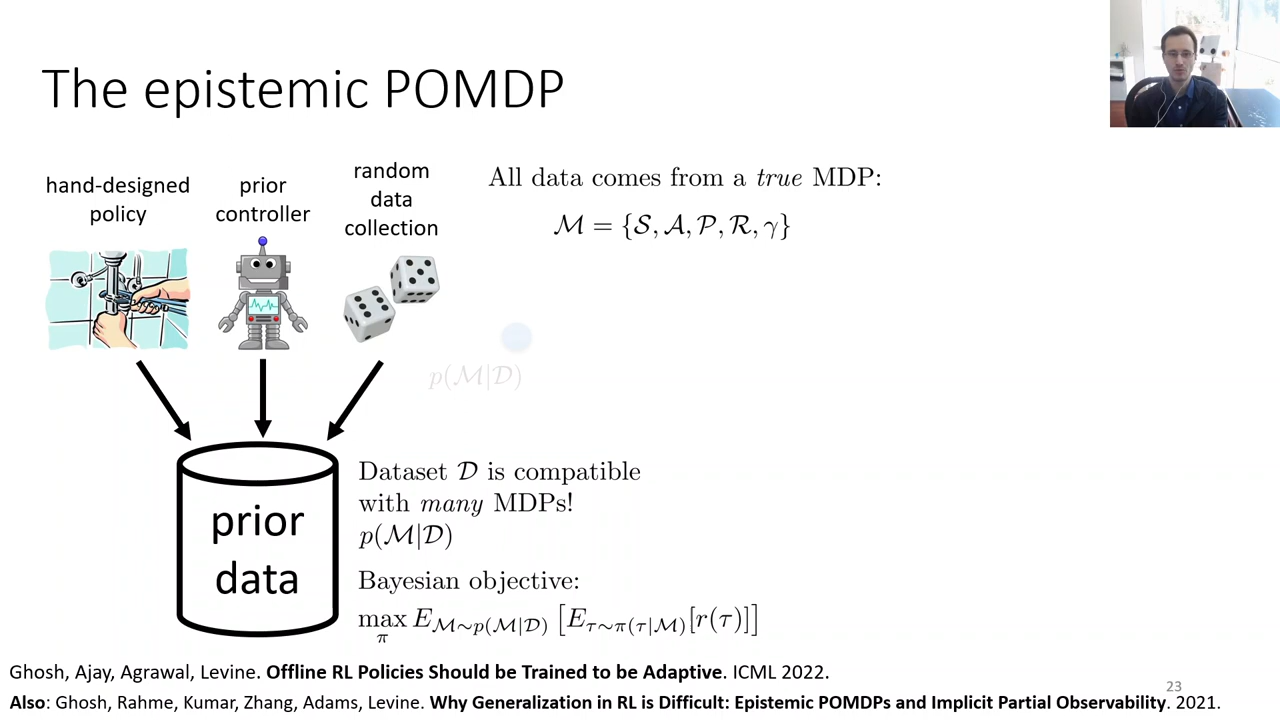 The epistemic POMDP
hand-designed
policy
prior
controller
random
data
collection
All data comes from a true MDP:
ℳ = {𝒮, 𝒜, 𝒫, ℛ, γ}
p(ℳ|𝒟)
prior
data
Dataset 𝒟 is compatible
with many MDPs!
p(ℳ|𝒟)
Bayesian objective:
max_π E_{ℳ∼p(ℳ|𝒟)} [E_{τ∼π(τ|ℳ)}[r(τ)]]
Ghosh, Ajay, Agrawal, Levine. Offline RL Policies Should be Trained to be Adaptive. ICML 2022.
23
Also: Ghosh, Rahme, Kumar, Zhang, Adams, Levine. Why Generalization in RL is Difficult: Epistemic POMDPs and Implicit Partial Observability. 2021.